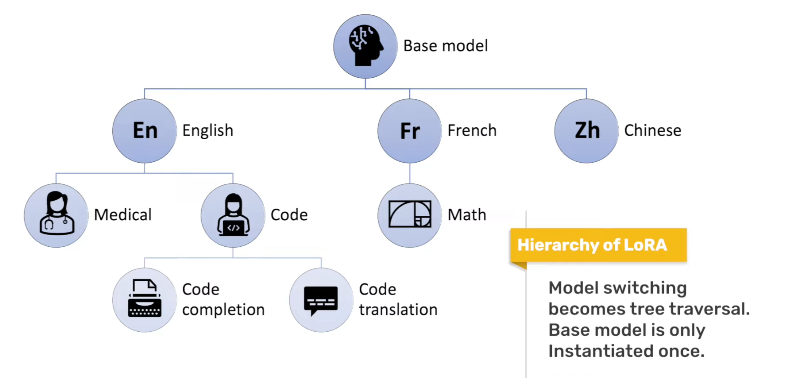 Base model
En
English
Fr
French
Zh
Chinese
Medical
</>
Code
Math
Code
completion
Code
translation
Hierarchy of LoRA
Model switching
becomes tree traversal.
Base model is only
Instantiated once.